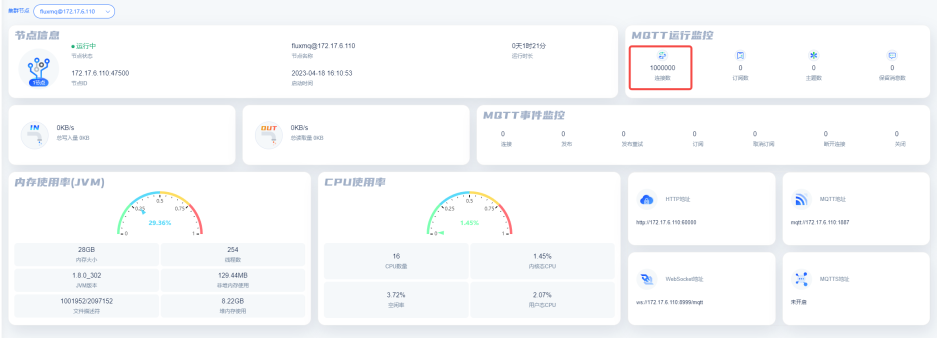 集群节点 fluxmq@172.17.6.110
节点信息
运行中
节点状态
fluxmq@172.17.6.110
节点名称
0天1时21分
运行时长
1节点
172.17.6.110:47500
节点ID
2023-04-18 16:10:53
启动时间
MQTT运行监控
1000000 0 0 0
连接数 订阅数 主题数 保留消息数
IN
0KB/s
总写入量 0KB
OUT
0KB/s
总读取量 0KB
MQTT事件监控
0 0 0 0 0 0 0
连接 发布 发布重试 订阅 取消订阅 断开连接 关闭
内存使用率(JVM)
0 0.25 0.5 0.75 1
29.36%
28GB 254
内存大小 线程数
1.8.0_302 129.44MB
JVM版本 非堆内存使用
1001952/2097152 8.22GB
文件描述符 堆内存使用
CPU使用率
0 0.25 0.5 0.75 1
1.45%
16 1.45%
CPU数量 内核态CPU
3.72% 2.07%
空闲率 用户态CPU
HTTP地址
http://172.17.6.110:60000
MQTT地址
mqtt://172.17.6.110:1887
WebSocket地址
ws://172.17.6.110:8999/mqtt
MQTTS地址
未开启